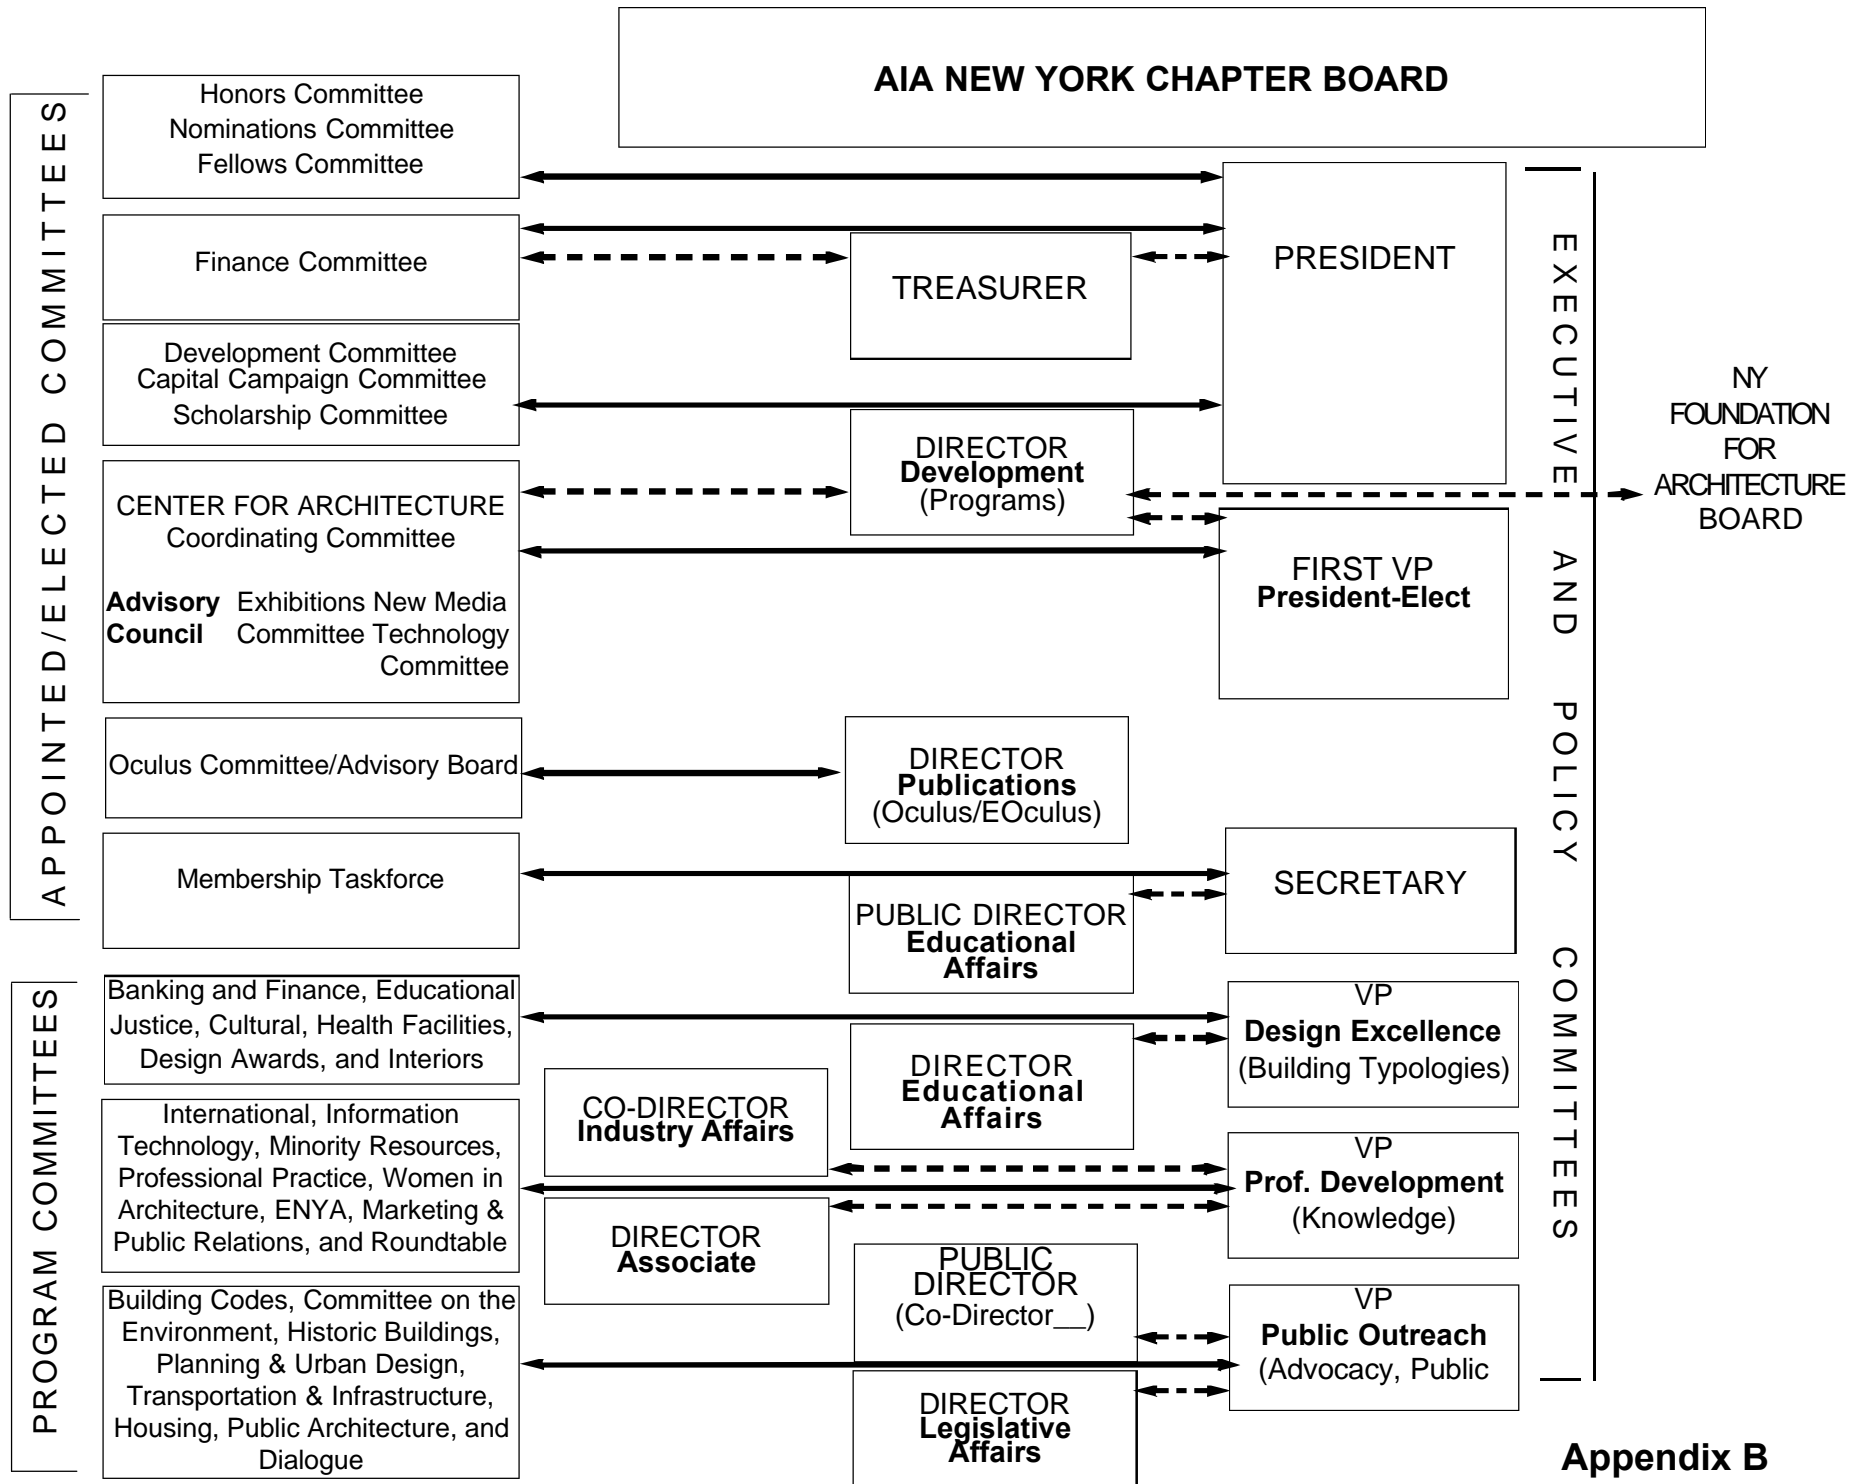 AIA NEW YORK CHAPTER BOARD
APPOINTED/ELECTED COMMITTEES
Honors Committee
Nominations Committee
Fellows Committee
Finance Committee
Development Committee
Capital Campaign Committee
Scholarship Committee
CENTER FOR ARCHITECTURE
Coordinating Committee
Advisory Exhibitions New Media
Council Committee Technology
Committee
Oculus Committee/Advisory Board
Membership Taskforce
PROGRAM COMMITTEES
Banking and Finance, Educational
Justice, Cultural, Health Facilities,
Design Awards, and Interiors
International, Information
Technology, Minority Resources,
Professional Practice, Women in
Architecture, ENYA, Marketing &
Public Relations, and Roundtable
Building Codes, Committee on the
Environment, Historic Buildings,
Planning & Urban Design,
Transportation & Infrastructure,
Housing, Public Architecture, and
Dialogue
CO-DIRECTOR
Industry Affairs
DIRECTOR
Associate
TREASURER
DIRECTOR
Development
(Programs)
DIRECTOR
Publications
(Oculus/EOculus)
PUBLIC DIRECTOR
Educational
Affairs
DIRECTOR
Educational
Affairs
PUBLIC
DIRECTOR
(Co-Director__)
DIRECTOR
Legislative
Affairs
PRESIDENT
FIRST VP
President-Elect
SECRETARY
VP
Design Excellence
(Building Typologies)
VP
Prof. Development
(Knowledge)
VP
Public Outreach
(Advocacy, Public
EXECUTIVE AND POLICY COMMITTEES
NY
FOUNDATION
FOR
ARCHITECTURE
BOARD
Appendix B